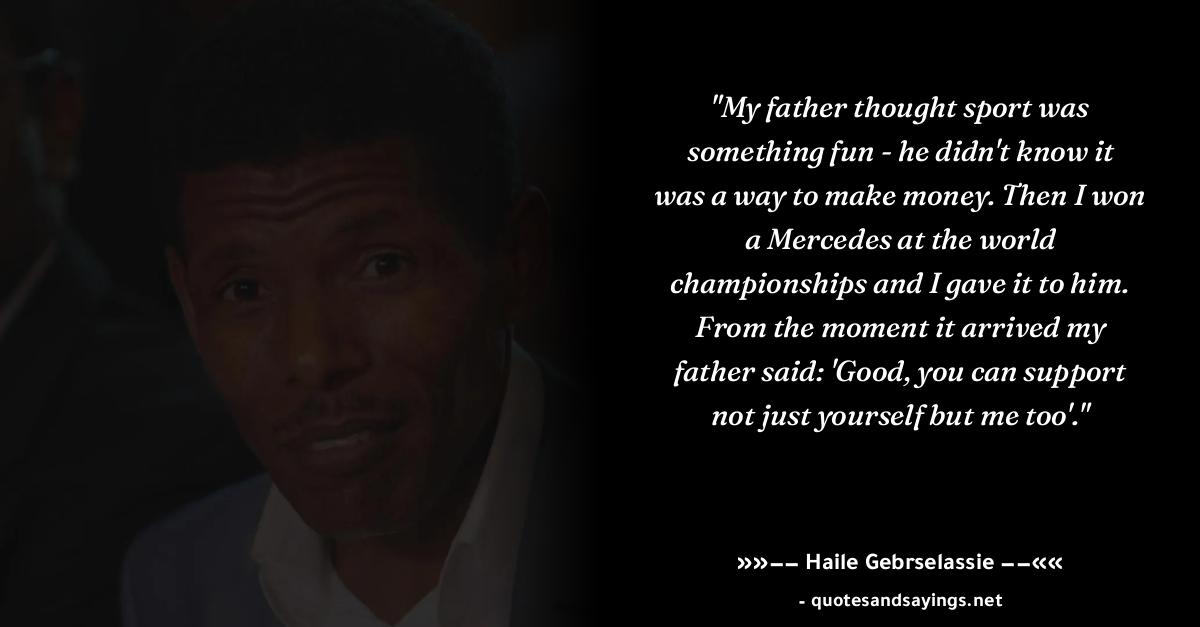 "My father thought sport was
something fun - he didn't know it
was a way to make money. Then I won
a Mercedes at the world
championships and I gave it to him.
From the moment it arrived my
father said: 'Good, you can support
not just yourself but me too'."
»»−− Haile Gebrselassie −−««
- quotesandsayings.net